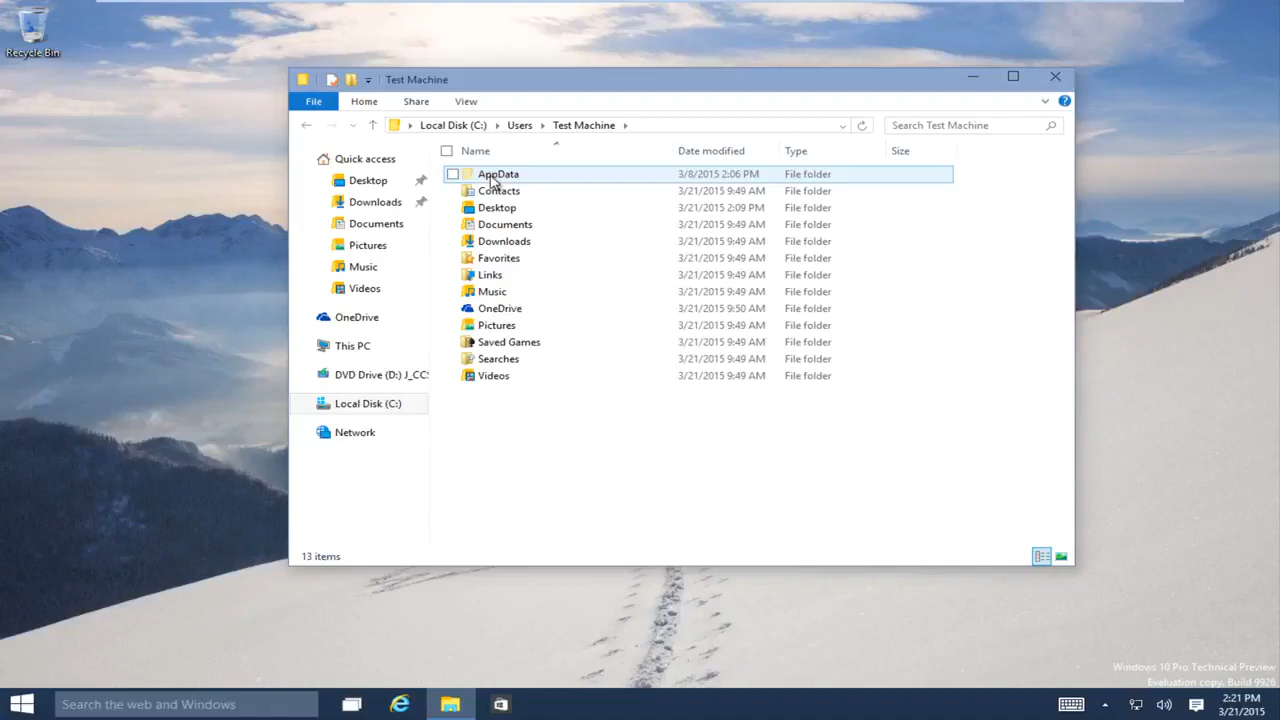 Recycle Bin
Test Machine
File Home Share View
Local Disk (C:) Users Test Machine Search Test Machine
Name Date modified Type Size
Quick access
Desktop
Downloads
Documents
Pictures
Music
Videos
OneDrive
This PC
DVD Drive (D:) J_CC
Local Disk (C:)
Network
AppData 3/8/2015 2:06 PM File folder
Contacts 3/21/2015 9:49 AM File folder
Desktop 3/21/2015 2:09 PM File folder
Documents 3/21/2015 9:49 AM File folder
Downloads 3/21/2015 9:49 AM File folder
Favorites 3/21/2015 9:49 AM File folder
Links 3/21/2015 9:49 AM File folder
Music 3/21/2015 9:49 AM File folder
OneDrive 3/21/2015 9:50 AM File folder
Pictures 3/21/2015 9:49 AM File folder
Saved Games 3/21/2015 9:49 AM File folder
Searches 3/21/2015 9:49 AM File folder
Videos 3/21/2015 9:49 AM File folder
13 items
Windows 10 Pro Technical Preview
Evaluation copy. Build 9926
Search the web and Windows
2:21 PM
3/21/2015